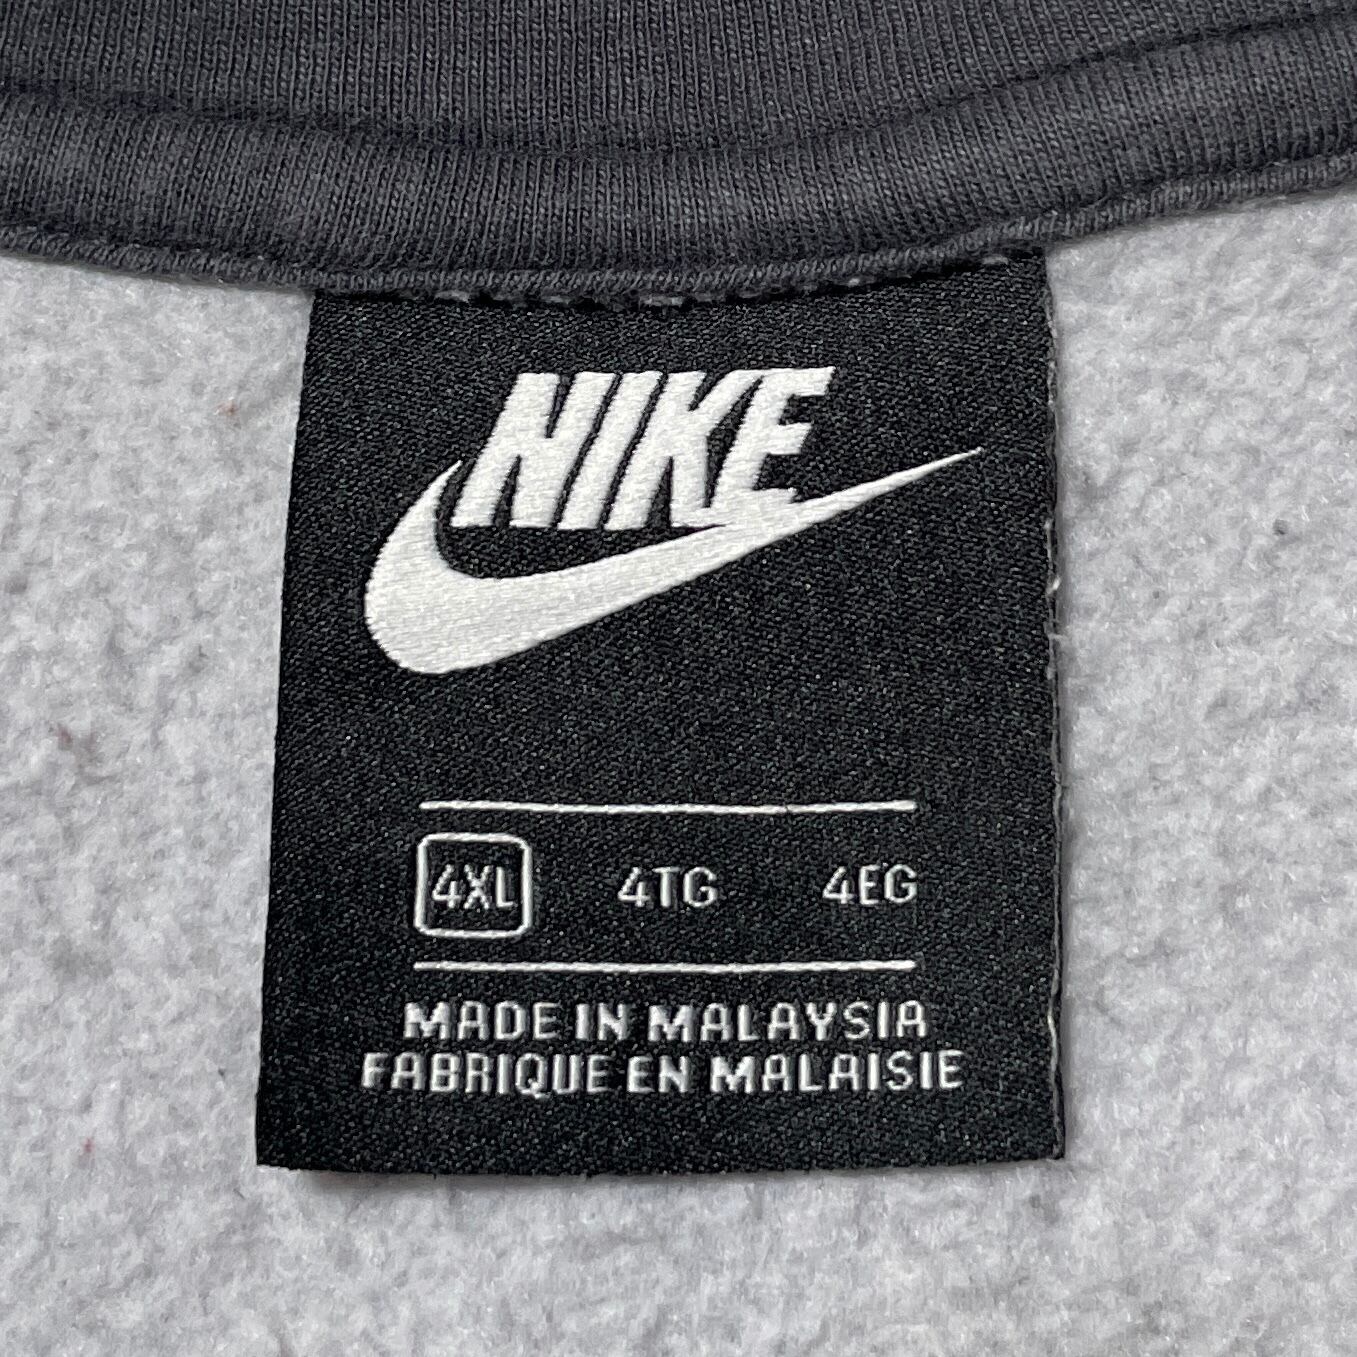 NIKE
4XL 4TG 4EG
MADE IN MALAYSIA
FABRIQUE EN MALAISIE